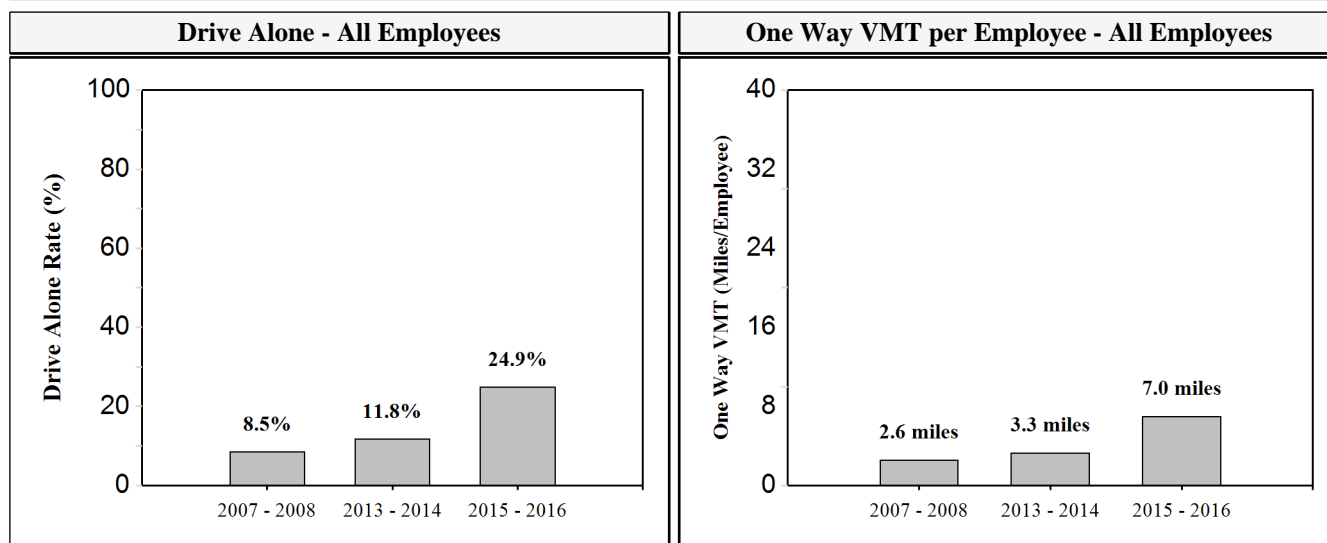 Drive Alone - All Employees
One Way VMT per Employee - All Employees
Drive Alone Rate (%)
100
80
60
40
20
0
8.5%
11.8%
24.9%
2007 - 2008
2013 - 2014
2015 - 2016
One Way VMT (Miles/Employee)
40
32
24
16
8
0
2.6 miles
3.3 miles
7.0 miles
2007 - 2008
2013 - 2014
2015 - 2016